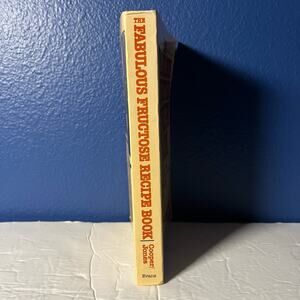 THE FABULOUS FRUCTOSE RECIPE BOOK
Cooper/
Jones
Evans